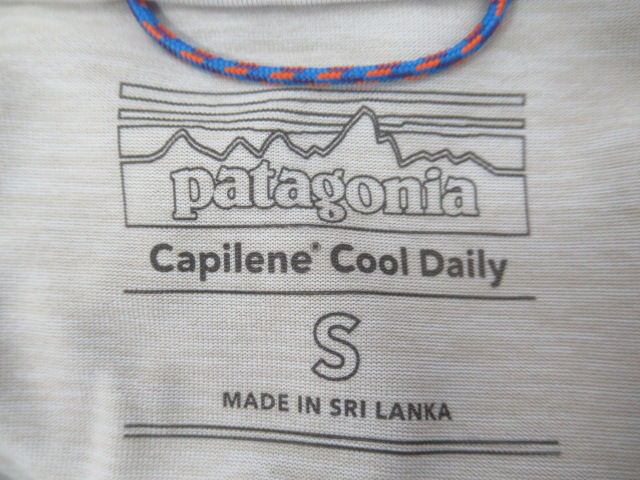 patagonia
Capilene® Cool Daily
S
MADE IN SRI LANKA